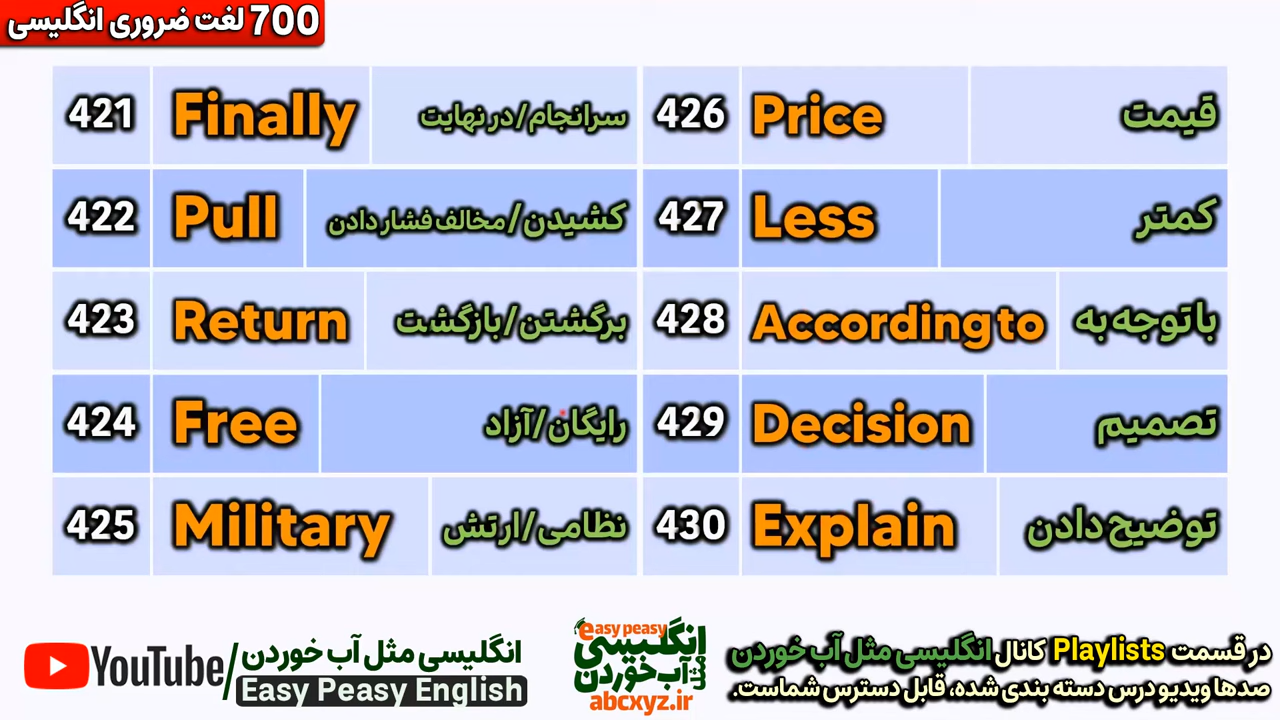 700 لغت ضروری انگلیسی
421 Finally سرانجام/در نهایت
422 Pull کشیدن/مخالف فشار دادن
423 Return برگشتن/بازگشت
424 Free رایگان/آزاد
425 Military نظامی/ارتش
426 Price قیمت
427 Less کمتر
428 According to با توجه به
429 Decision تصمیم
430 Explain توضیح دادن
YouTube/انگلیسی مثل آب خوردن
Easy Peasy English
easy peasy
انگلیسی
مثل آب خوردن
abcxyz.ir
در قسمت Playlists کانال انگلیسی مثل آب خوردن
صدها ویدیو درس دسته بندی شده، قابل دسترس شماست.